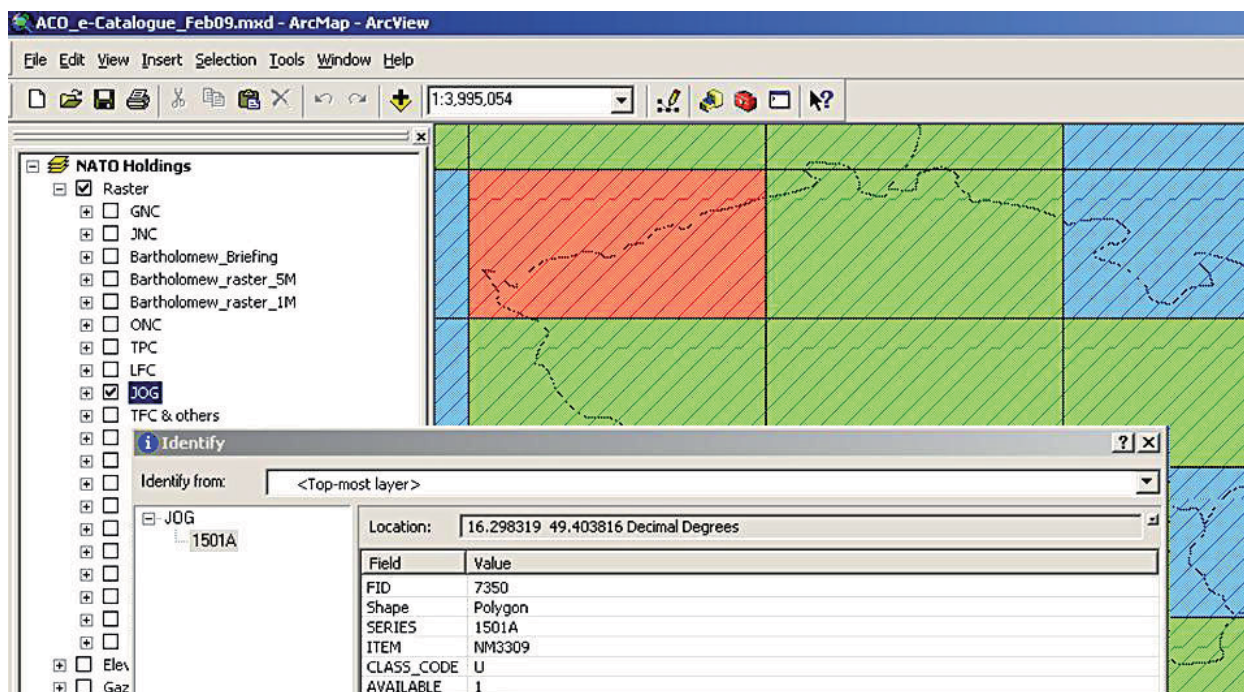 ACO_e-Catalogue_Feb09.mxd - ArcMap - ArcView
File Edit View Insert Selection Tools Window Help
1:3,995,054
NATO Holdings
Raster
GNC
JNC
Bartholomew_Briefing
Bartholomew_raster_5M
Bartholomew_raster_1M
ONC
TPC
LFC
JOG
TFC & others
Identify
Identify from: <Top-most layer>
JOG
1501A
Location: 16.298319 49.403816 Decimal Degrees
Field Value
FID 7350
Shape Polygon
SERIES 1501A
ITEM NM3309
CLASS_CODE U
AVAILABLE 1
Gaz